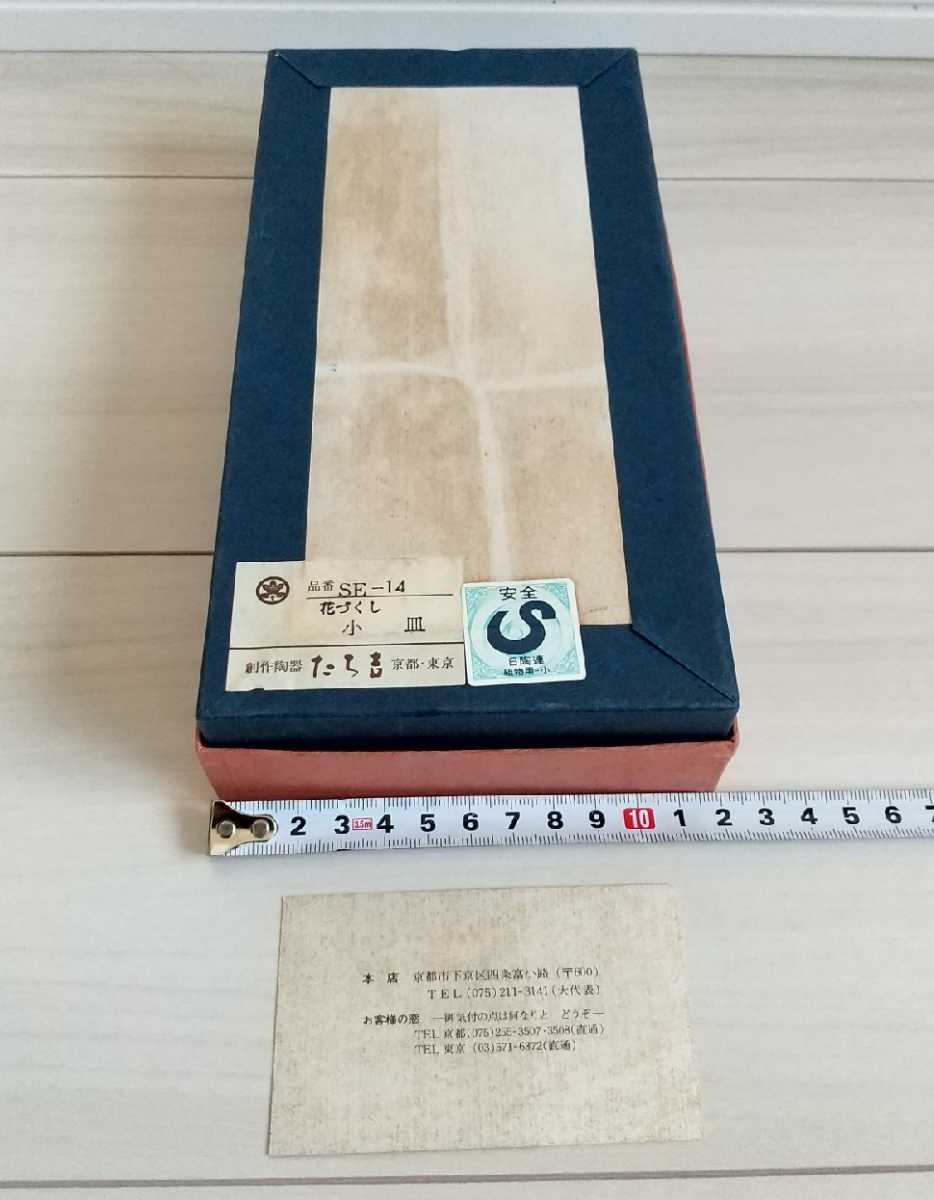 品番 SE-14
花づくし
小 皿
創作陶器 たち吉 京都・東京
安全
S
日陶連
本店 京都市下京区四条富小路 (〒600)
TEL (075) 211-3141 (大代表)
お客様の窓 ―御気付の点は何なりと どうぞ―
TEL 京都 (075) 255-3507・3508 (直通)
TEL 東京 (03) 571-6372 (直通)
2 3 3.5m 4 5 6 7 8 9 10 1 2 3 4 5 6 7